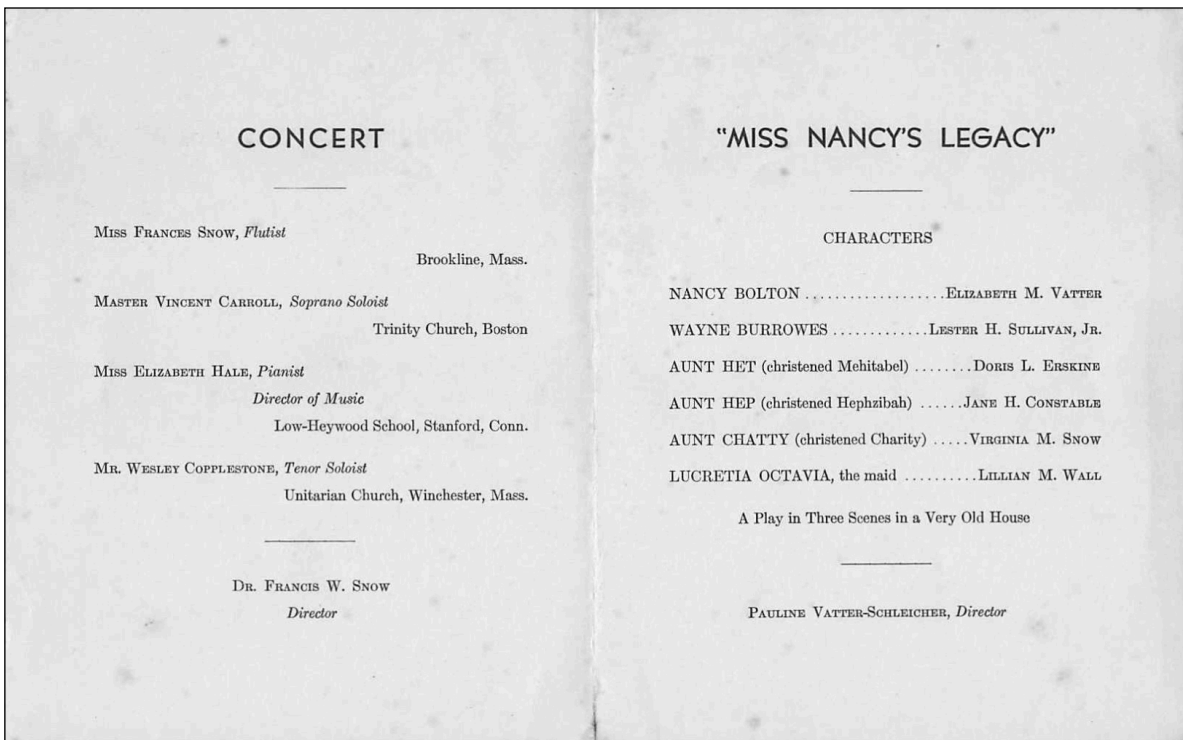 CONCERT
Miss Frances Snow, Flutist
Brookline, Mass.
Master Vincent Carroll, Soprano Soloist
Trinity Church, Boston
Miss Elizabeth Hale, Pianist
Director of Music
Low-Heywood School, Stanford, Conn.
Mr. Wesley Copplestone, Tenor Soloist
Unitarian Church, Winchester, Mass.
Dr. Francis W. Snow
Director
"MISS NANCY'S LEGACY"
CHARACTERS
NANCY BOLTON ...................Elizabeth M. Vatter
WAYNE BURROWES .............Lester H. Sullivan, Jr.
AUNT HET (christened Mehitabel) ........Doris L. Erskine
AUNT HEP (christened Hephzibah) ......Jane H. Constable
AUNT CHATTY (christened Charity) .....Virginia M. Snow
LUCRETIA OCTAVIA, the maid ..........Lillian M. Wall
A Play in Three Scenes in a Very Old House
Pauline Vatter-Schleicher, Director